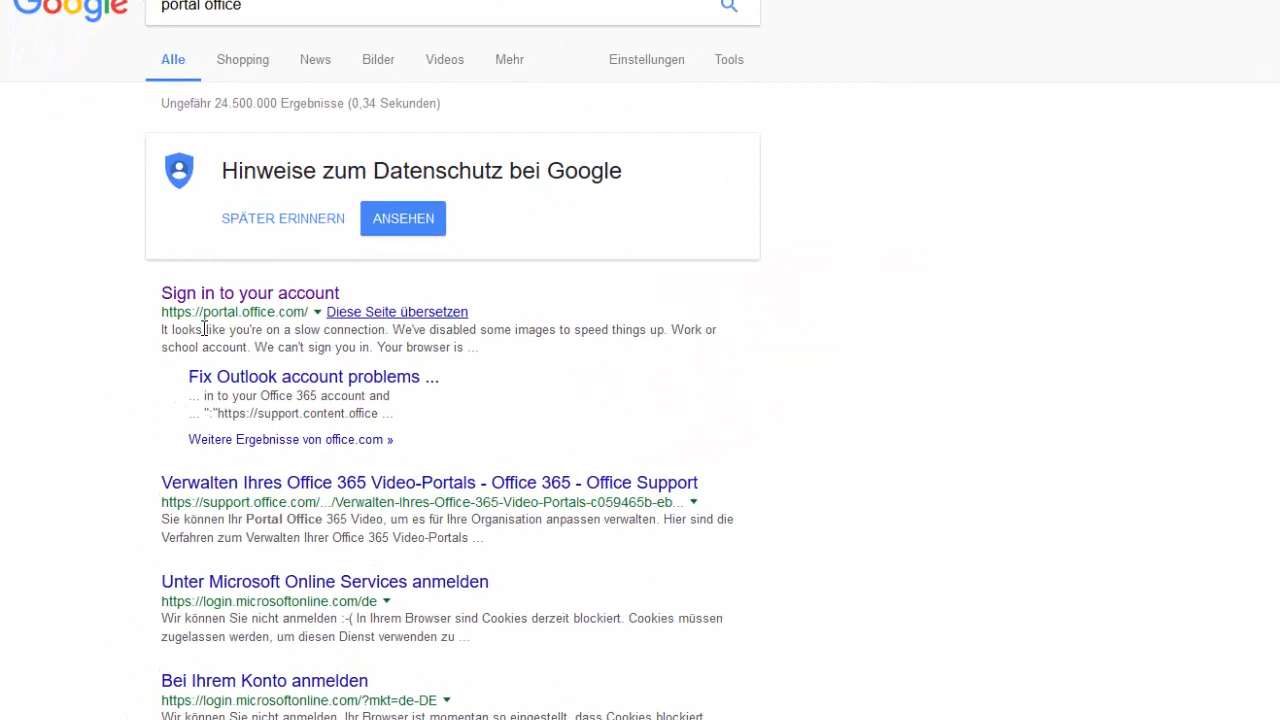 Google
portal office
Alle Shopping News Bilder Videos Mehr Einstellungen Tools
Ungefähr 24.500.000 Ergebnisse (0,34 Sekunden)
Hinweise zum Datenschutz bei Google
SPÄTER ERINNERN ANSEHEN
Sign in to your account
https://portal.office.com/ Diese Seite übersetzen
It looks like you're on a slow connection. We've disabled some images to speed things up. Work or
school account. We can't sign you in. Your browser is ...
Fix Outlook account problems ...
... in to your Office 365 account and
... ":"https://support.content.office ...
Weitere Ergebnisse von office.com »
Verwalten Ihres Office 365 Video-Portals - Office 365 - Office Support
https://support.office.com/.../Verwalten-Ihres-Office-365-Video-Portals-c059465b-eb...
Sie können Ihr Portal Office 365 Video, um es für Ihre Organisation anpassen verwalten. Hier sind die
Verfahren zum Verwalten Ihrer Office 365 Video-Portals ...
Unter Microsoft Online Services anmelden
https://login.microsoftonline.com/de
Wir können Sie nicht anmelden :-( In Ihrem Browser sind Cookies derzeit blockiert. Cookies müssen
zugelassen werden, um diesen Dienst verwenden zu ...
Bei Ihrem Konto anmelden
https://login.microsoftonline.com/?mkt=de-DE
Wir können Sie nicht anmelden. Ihr Browser ist momentan so eingestellt, dass Cookies blockiert